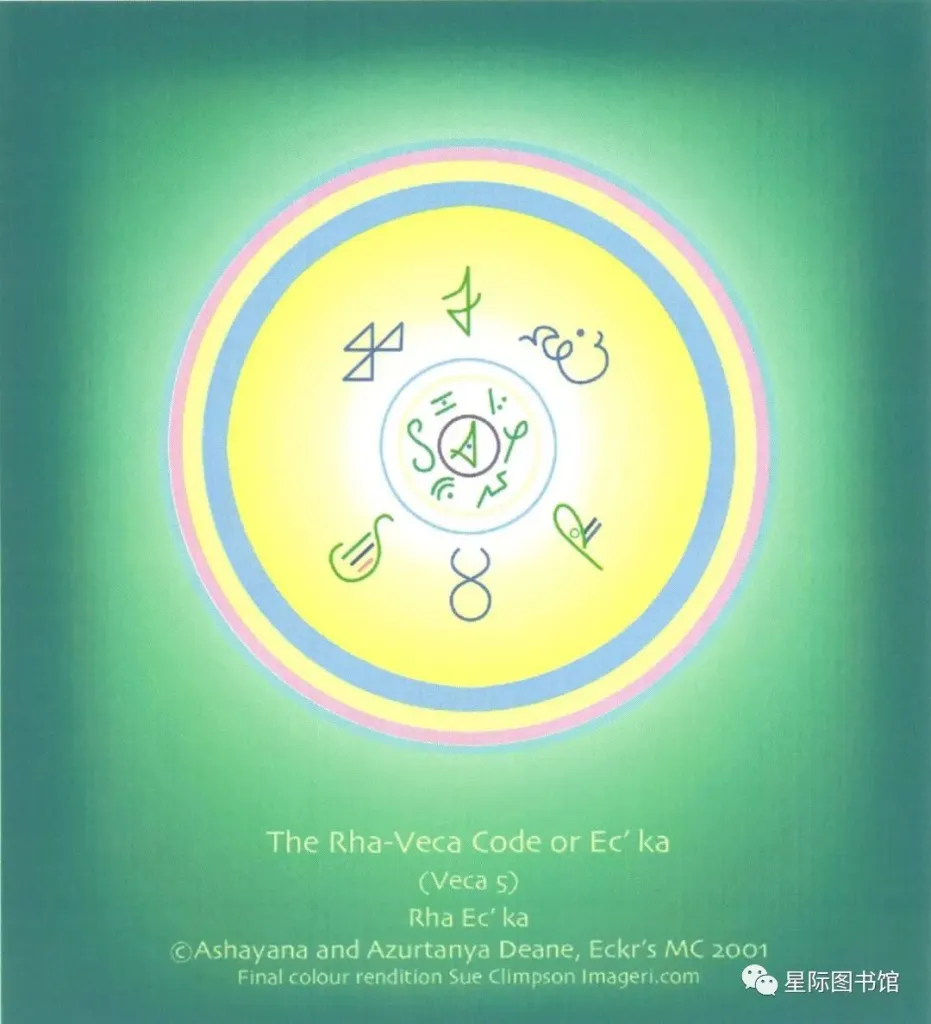 The Rha-Veca Code or Ec' ka
(Veca 5)
Rha Ec' ka
©Ashayana and Azurtanya Deane, Eckr's MC 2001
Final colour rendition Sue Climpson Imageri.com
星际图书馆